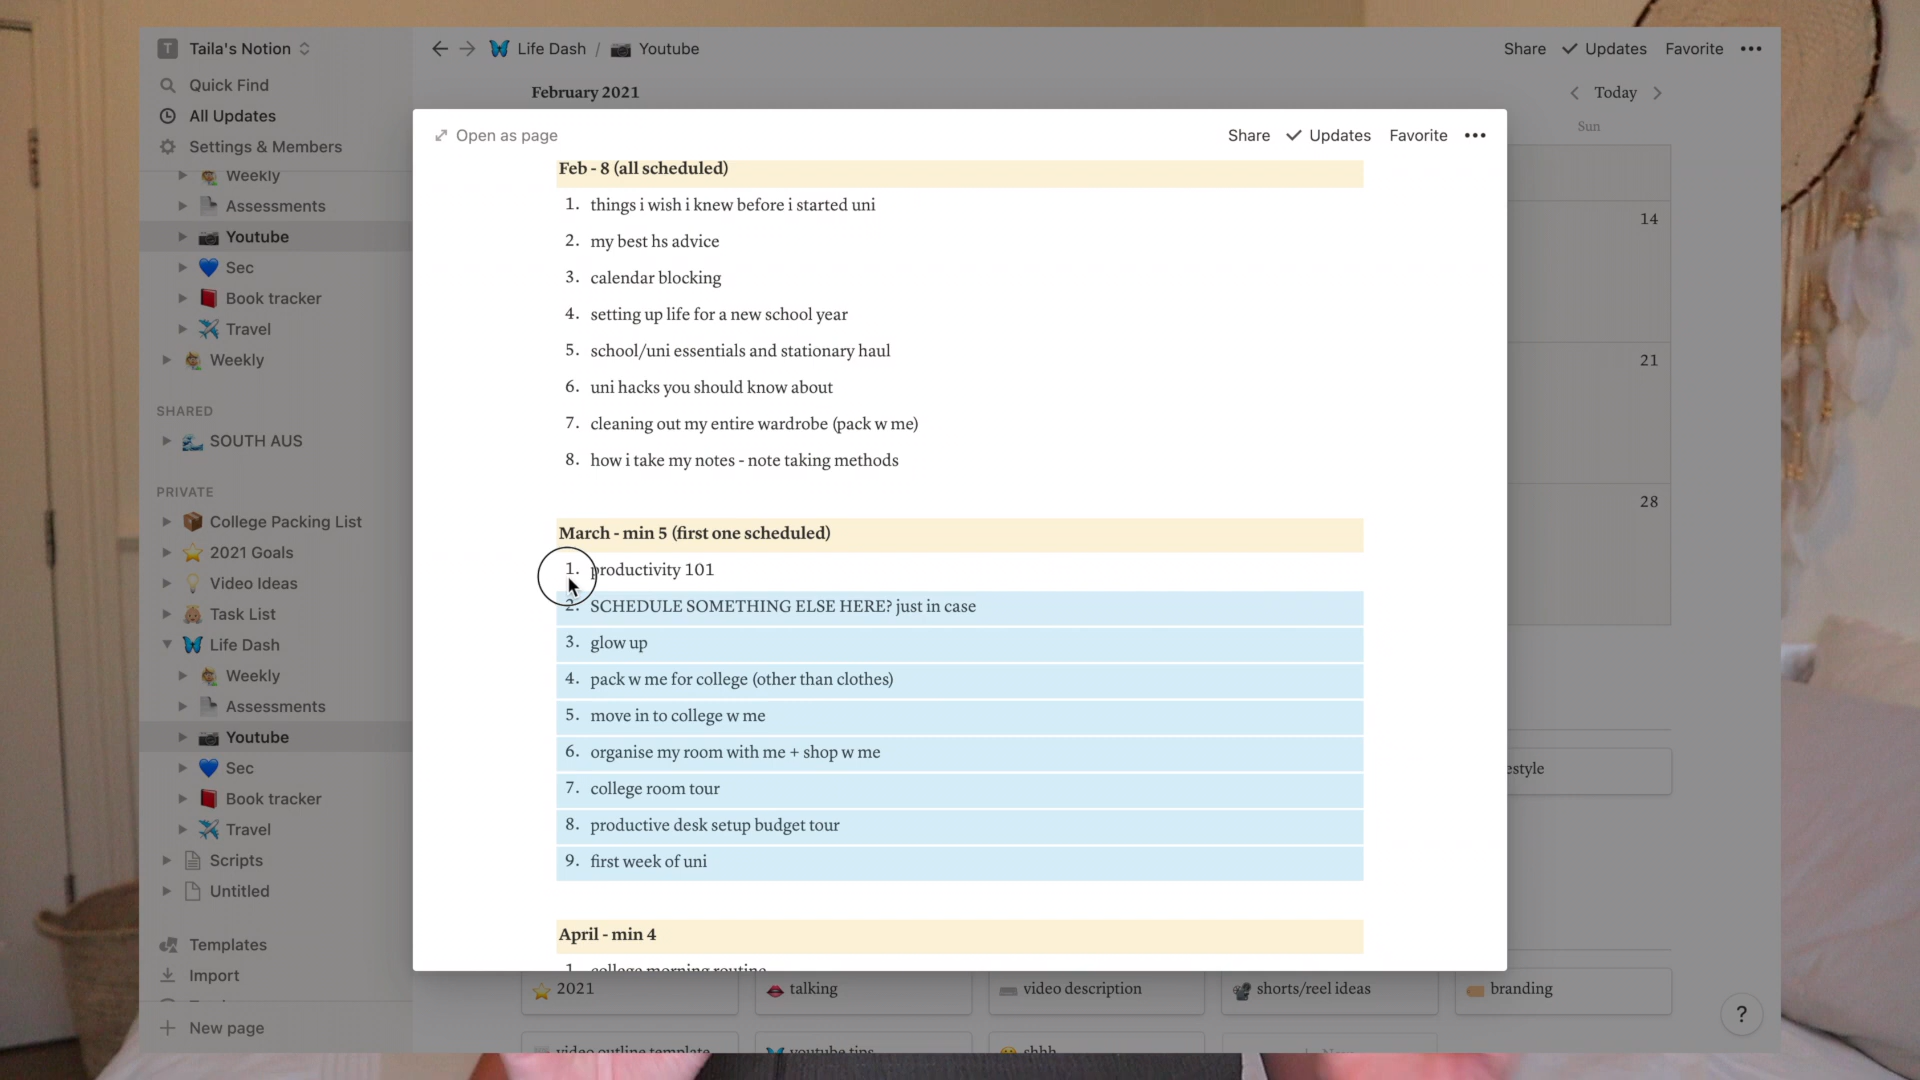 T Taila's Notion
Quick Find
All Updates
Settings & Members
Weekly
Assessments
Youtube
Sec
Book tracker
Travel
Weekly
SHARED
SOUTH AUS
PRIVATE
College Packing List
2021 Goals
Video Ideas
Task List
Life Dash
Weekly
Assessments
Youtube
Sec
Book tracker
Travel
Scripts
Untitled
Templates
Import
New page
Life Dash / Youtube
Share Updates Favorite
February 2021
Today
Sun
14
21
28
Open as page
Share Updates Favorite
Feb - 8 (all scheduled)
1. things i wish i knew before i started uni
2. my best hs advice
3. calendar blocking
4. setting up life for a new school year
5. school/uni essentials and stationary haul
6. uni hacks you should know about
7. cleaning out my entire wardrobe (pack w me)
8. how i take my notes - note taking methods
March - min 5 (first one scheduled)
1. productivity 101
2. SCHEDULE SOMETHING ELSE HERE? just in case
3. glow up
4. pack w me for college (other than clothes)
5. move in to college w me
6. organise my room with me + shop w me
7. college room tour
8. productive desk setup budget tour
9. first week of uni
April - min 4
1. college morning routine
estyle
2021
talking
video description
shorts/reel ideas
branding
video outline template
youtube tips
shhh
?